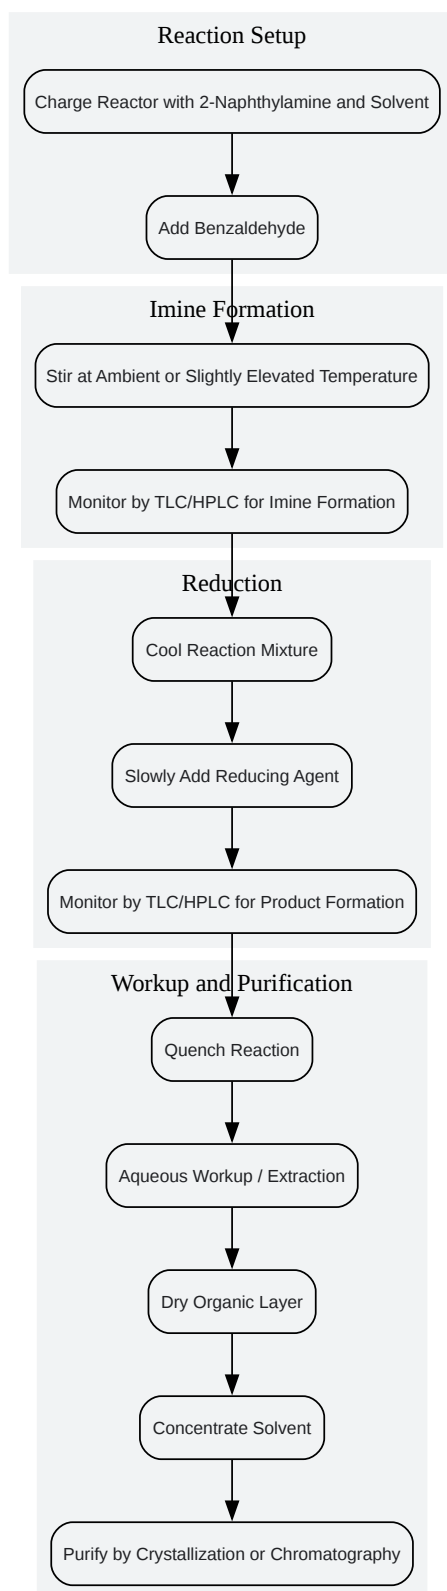 Reaction Setup
Charge Reactor with 2-Naphthylamine and Solvent
Add Benzaldehyde
Imine Formation
Stir at Ambient or Slightly Elevated Temperature
Monitor by TLC/HPLC for Imine Formation
Reduction
Cool Reaction Mixture
Slowly Add Reducing Agent
Monitor by TLC/HPLC for Product Formation
Workup and Purification
Quench Reaction
Aqueous Workup / Extraction
Dry Organic Layer
Concentrate Solvent
Purify by Crystallization or Chromatography